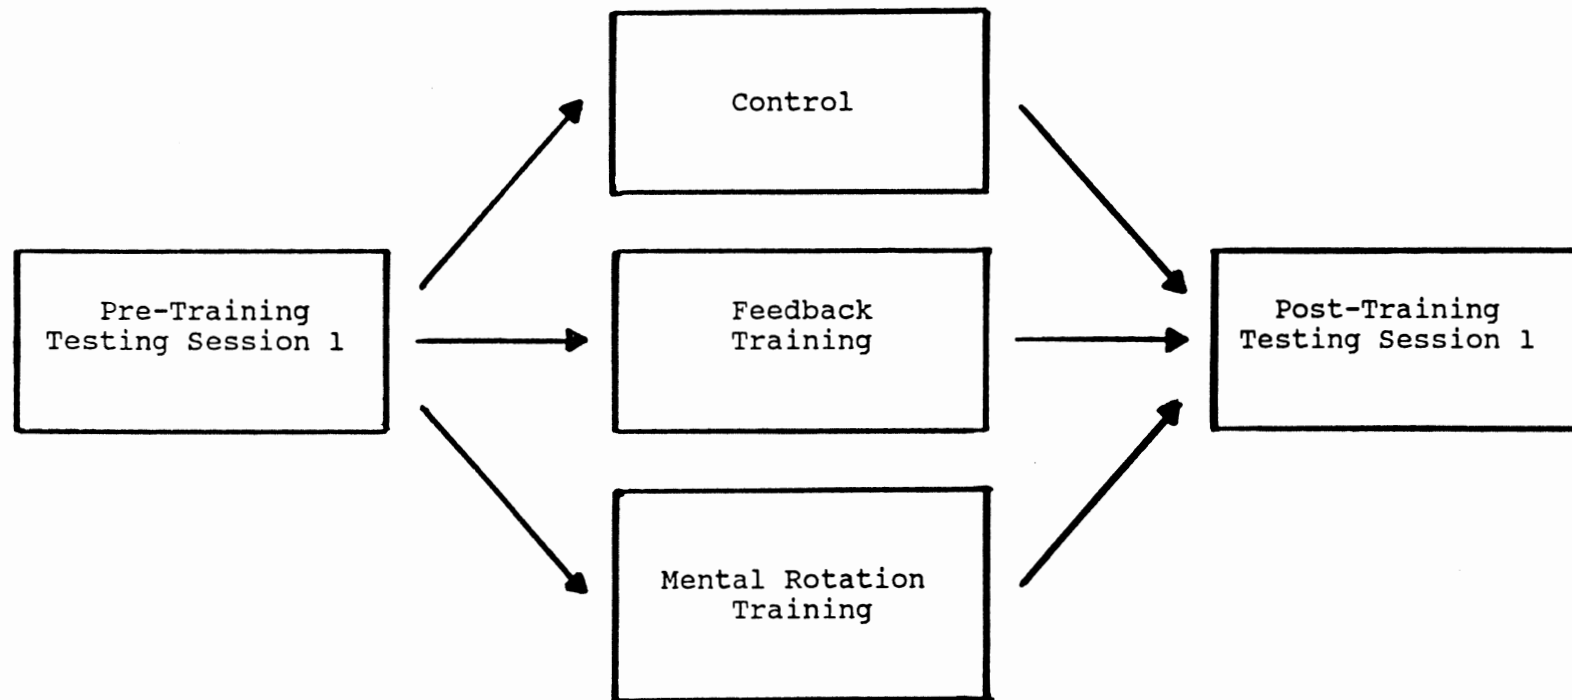 Control
Pre-Training
Testing Session 1
Feedback
Training
Post-Training
Testing Session 1
Mental Rotation
Training